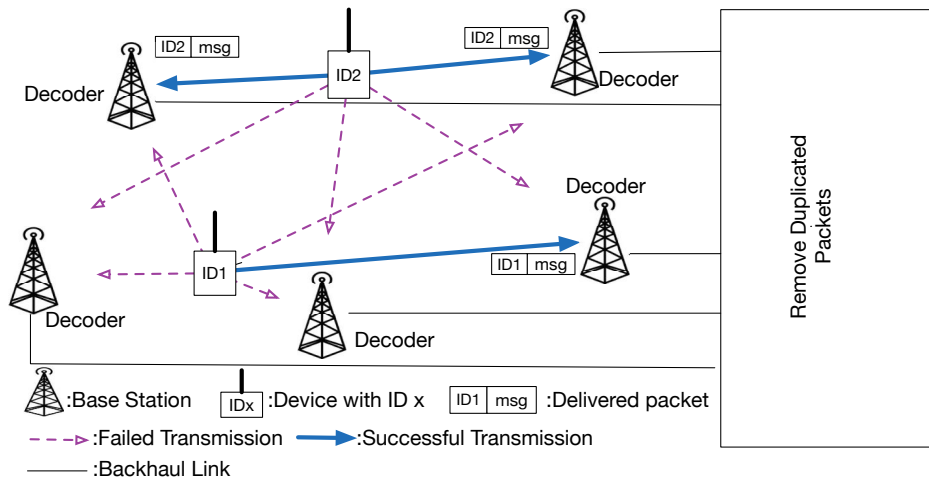 ID2 msg
ID2 msg
ID2
Decoder
Decoder
Decoder
ID1
ID1 msg
Decoder
Decoder
Remove Duplicated
Packets
:Base Station
IDx :Device with ID x
ID1 msg :Delivered packet
:Failed Transmission
:Successful Transmission
:Backhaul Link